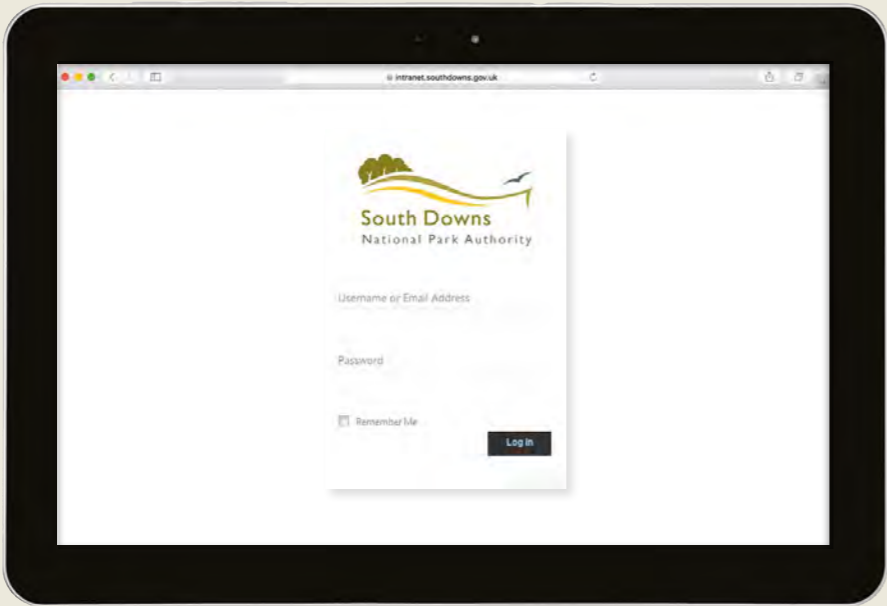 intranet.southdowns.gov.uk
South Downs
National Park Authority
Username or Email Address
Password
Remember Me
Log In